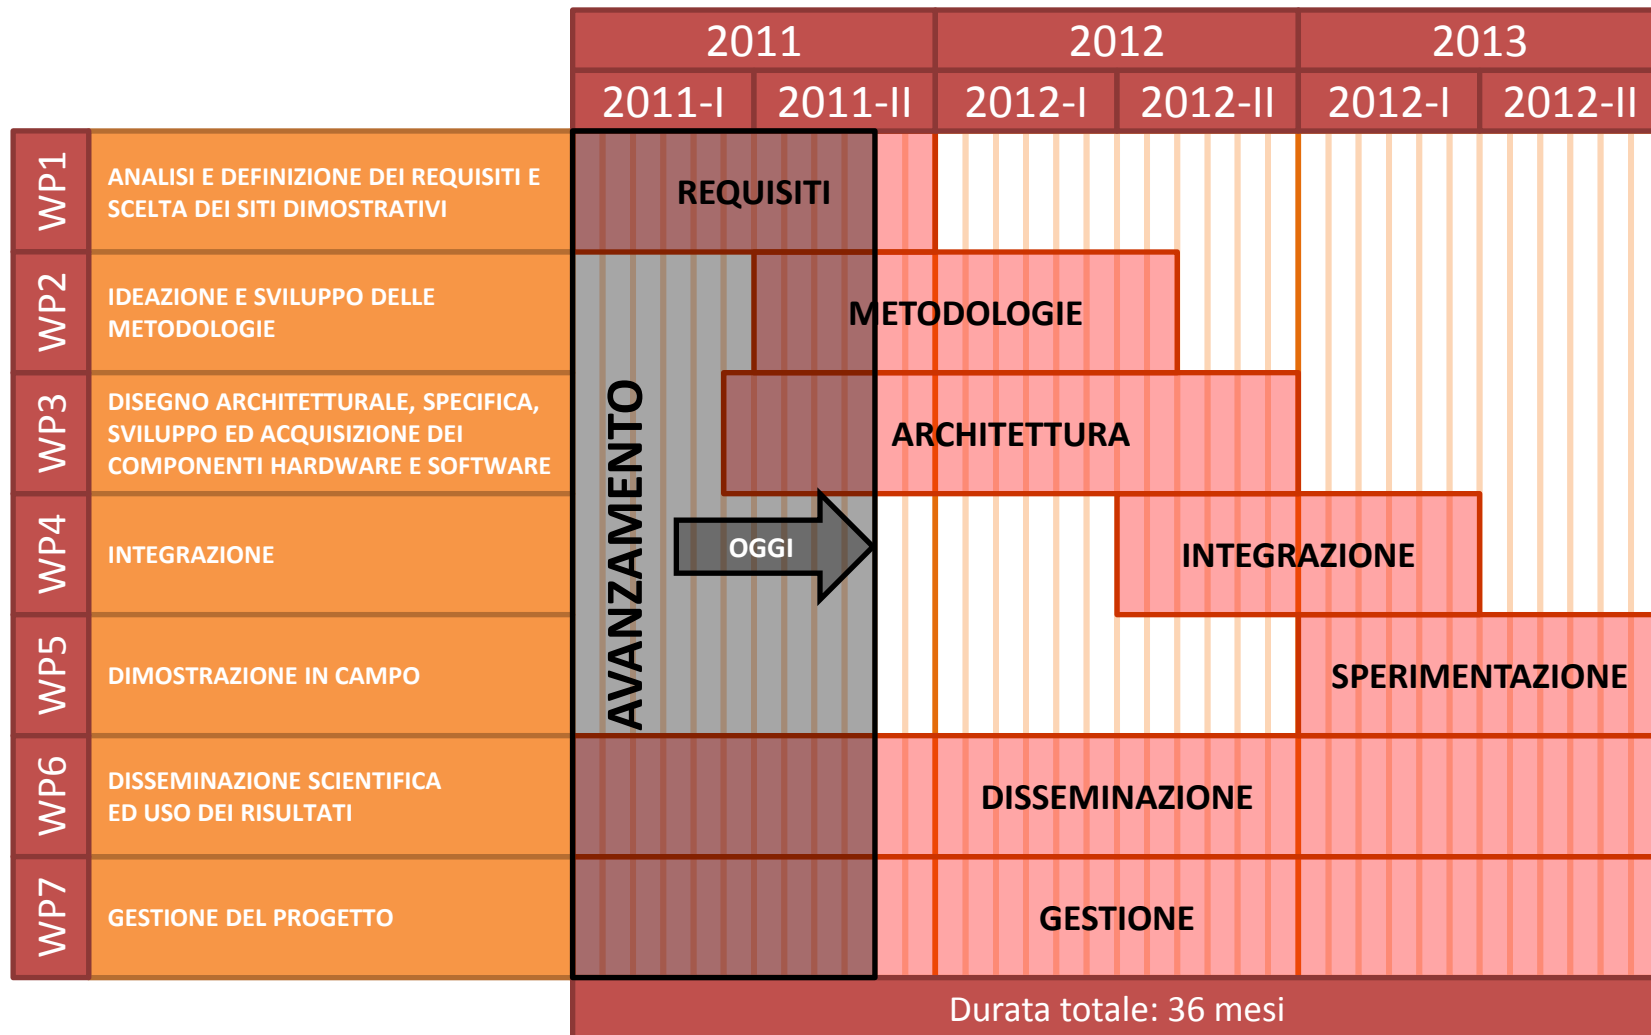 2011
2012
2013
2011-I
2011-II
2012-I
2012-II
2012-I
2012-II
WP1
ANALISI E DEFINIZIONE DEI REQUISITI E
SCELTA DEI SITI DIMOSTRATIVI
REQUISITI
WP2
IDEAZIONE E SVILUPPO DELLE
METODOLOGIE
METODOLOGIE
WP3
DISEGNO ARCHITETTURALE, SPECIFICA,
SVILUPPO ED ACQUISIZIONE DEI
COMPONENTI HARDWARE E SOFTWARE
ARCHITETTURA
AVANZAMENTO
WP4
INTEGRAZIONE
OGGI
INTEGRAZIONE
WP5
DIMOSTRAZIONE IN CAMPO
SPERIMENTAZIONE
WP6
DISSEMINAZIONE SCIENTIFICA
ED USO DEI RISULTATI
DISSEMINAZIONE
WP7
GESTIONE DEL PROGETTO
GESTIONE
Durata totale: 36 mesi